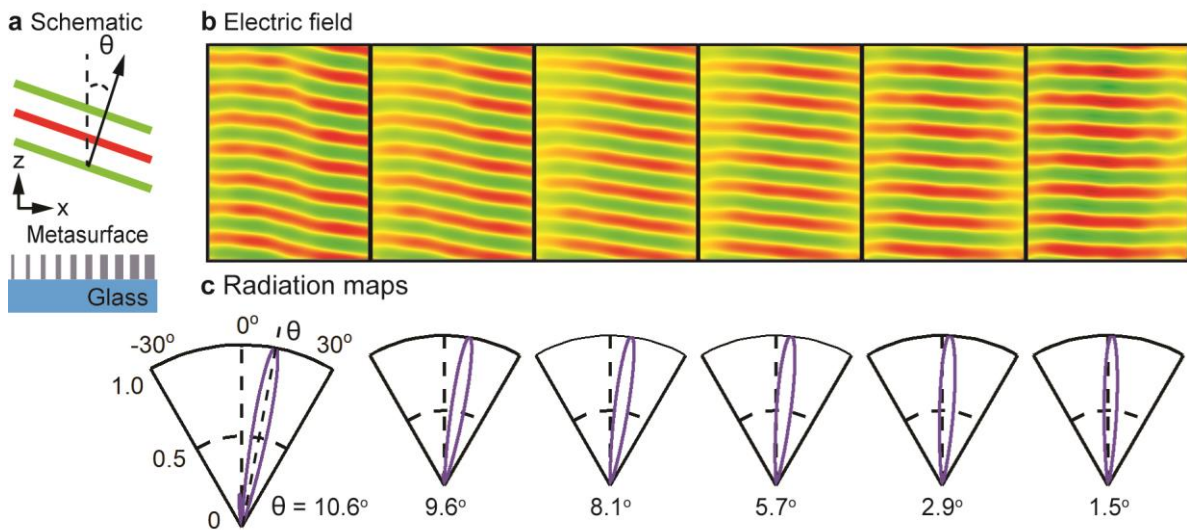 a Schematic
θ
z
x
Metasurface
Glass
b Electric field
c Radiation maps
-30° 0° θ 30°
1.0
0.5
0
θ = 10.6° 9.6° 8.1° 5.7° 2.9° 1.5°